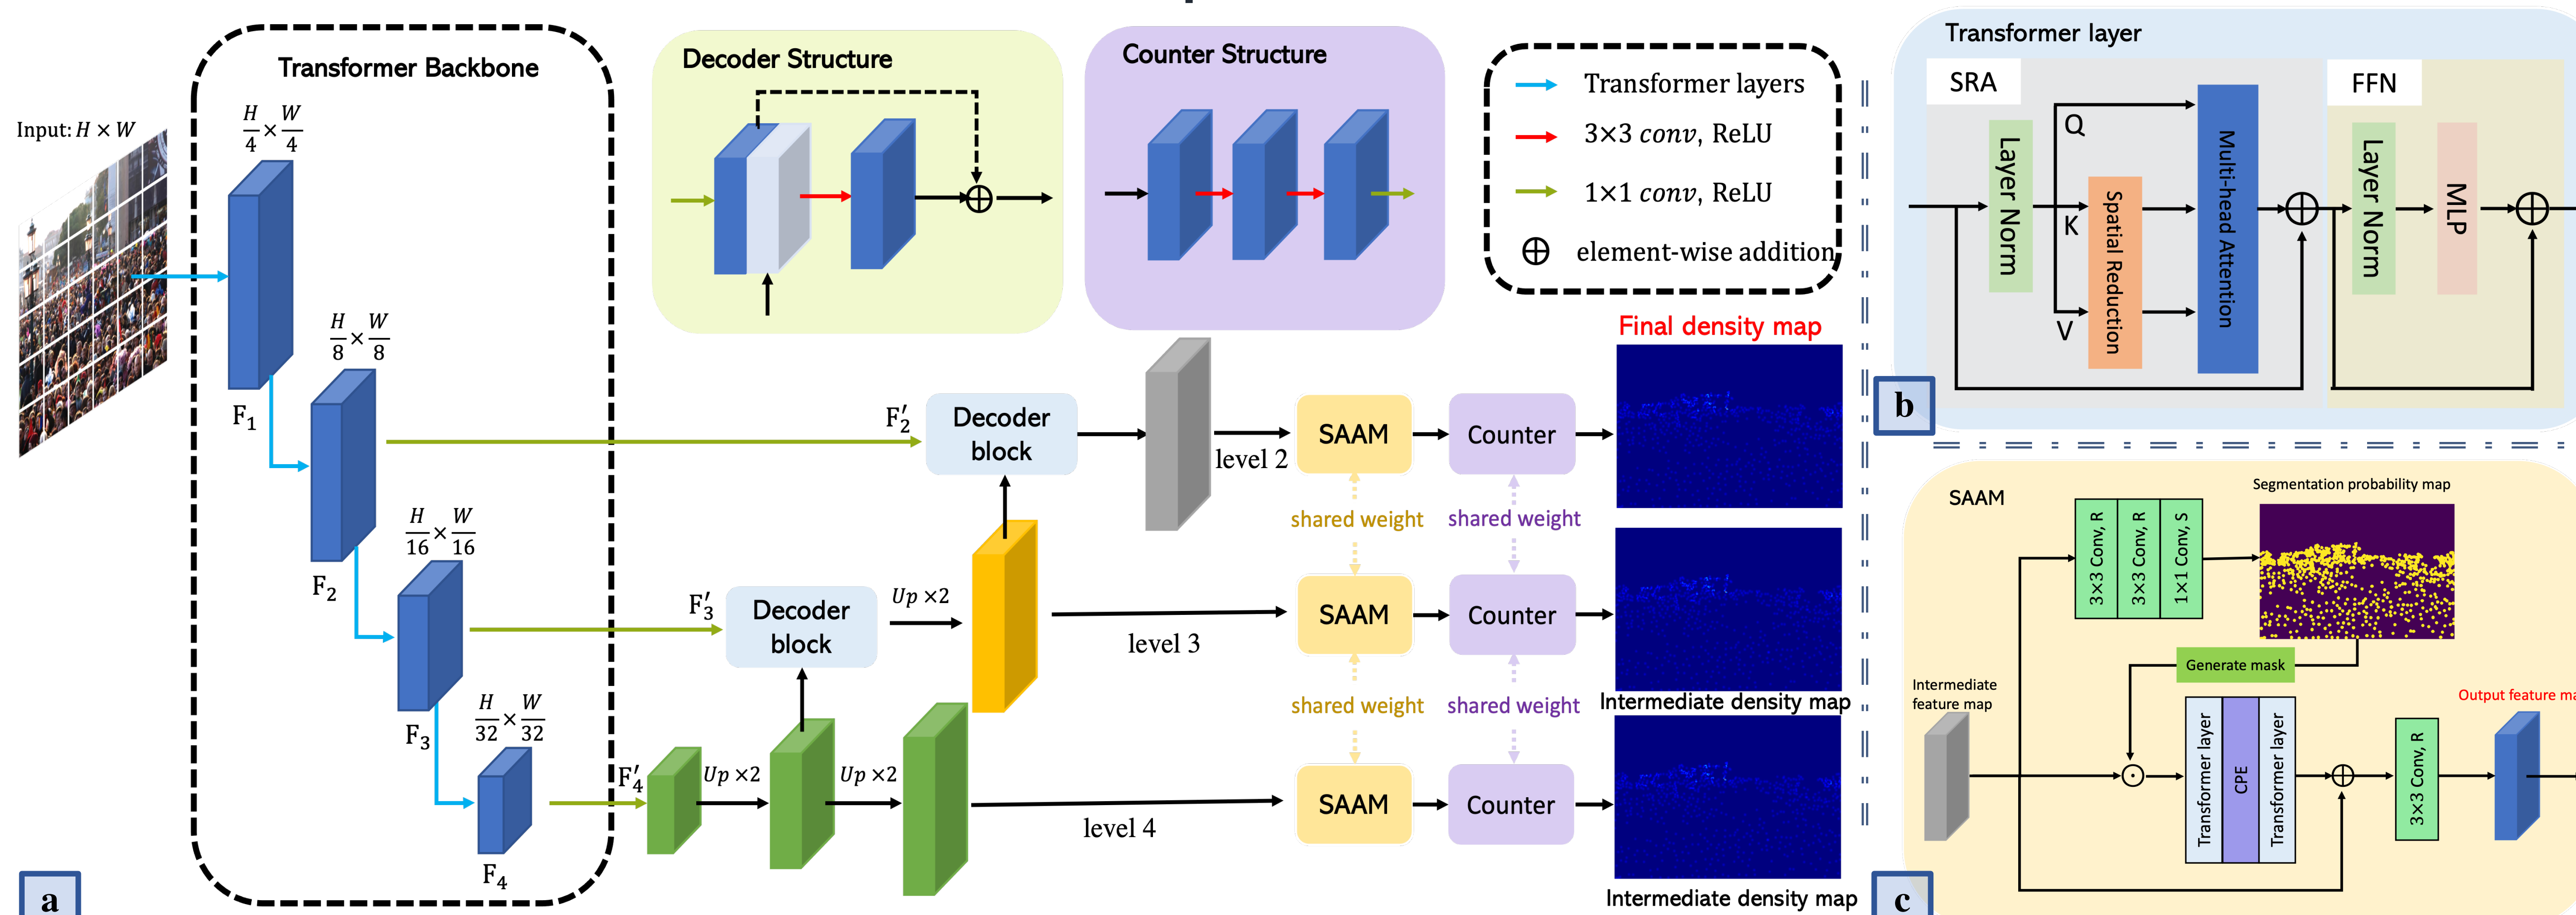 Transformer Backbone
Input: H × W
H/4 × W/4
F₁
H/8 × W/8
F₂
H/16 × W/16
F₃
H/32 × W/32
F₄
Decoder Structure
Counter Structure
Transformer layers
3×3 conv, ReLU
1×1 conv, ReLU
⊕ element-wise addition
F′₂
Decoder
block
level 2
SAAM
Counter
Final density map
shared weight
shared weight
F′₃
Decoder
block
Up ×2
level 3
SAAM
Counter
Intermediate density map
shared weight
shared weight
F′₄
Up ×2
Up ×2
level 4
SAAM
Counter
Intermediate density map
a
Transformer layer
SRA
Layer Norm
Q
K
V
Spatial Reduction
Multi-head Attention
FFN
Layer Norm
MLP
b
SAAM
3×3 Conv, R
3×3 Conv, R
1×1 Conv, S
Segmentation probability map
Generate mask
Intermediate
feature map
Transformer layer
CPE
Transformer layer
3×3 Conv, R
Output feature
c